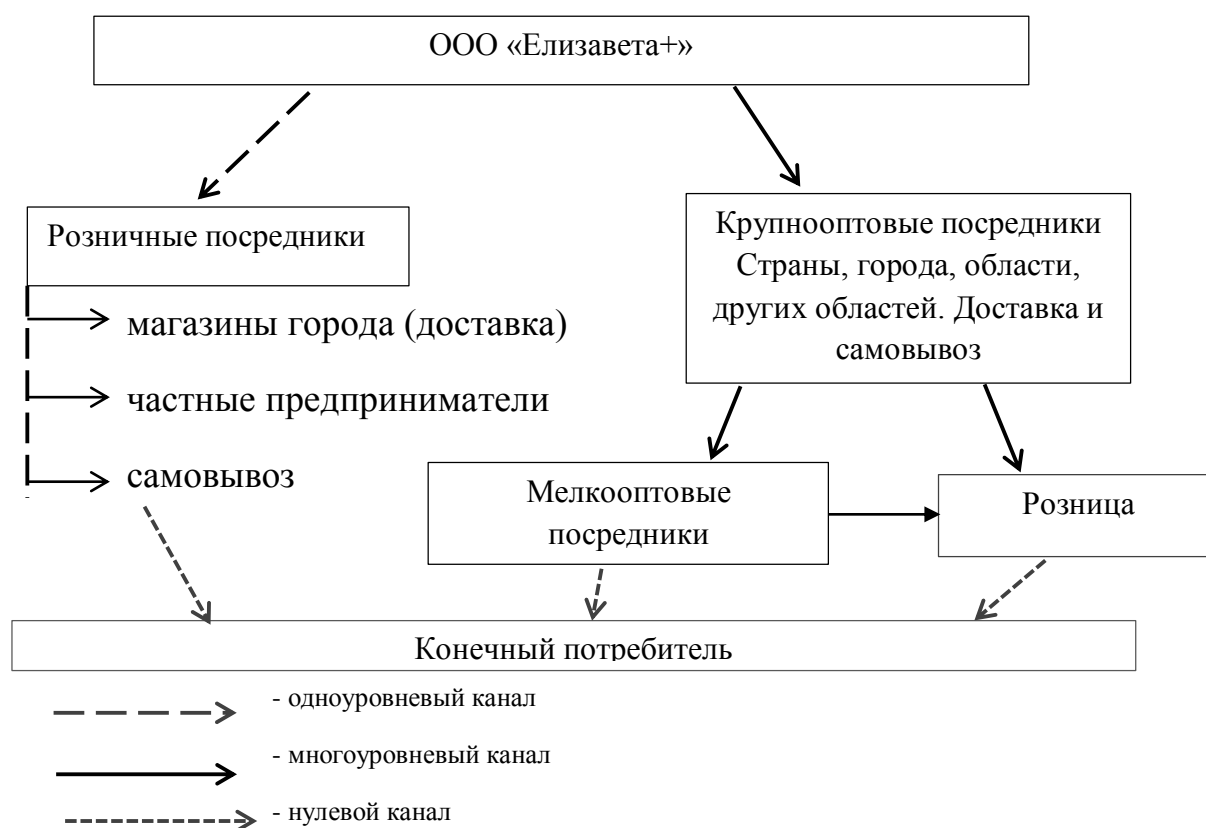 ООО «Елизавета+»
Розничные посредники
магазины города (доставка)
частные предприниматели
самовывоз
Крупнооптовые посредники
Страны, города, области,
других областей. Доставка и
самовывоз
Мелкооптовые
посредники
Розница
Конечный потребитель
- одноуровневый канал
- многоуровневый канал
- нулевой канал